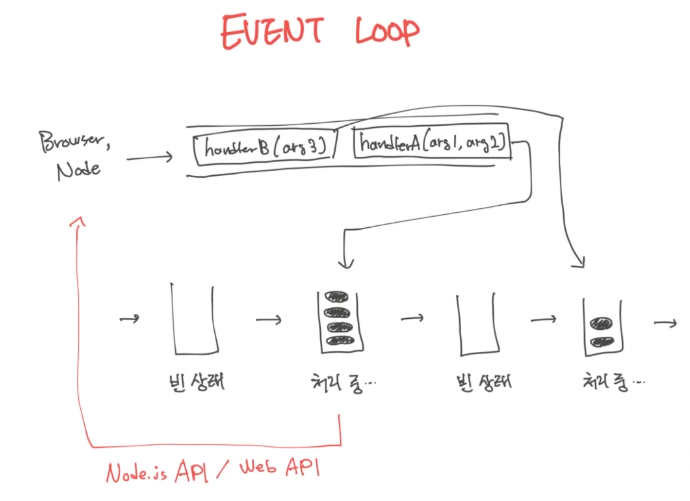 EVENT LOOP
Browser,
Node
handlerB(arg3)
handlerA(arg1, arg2)
빈 상태
처리 중...
빈 상태
처리 중...
Node.js API / Web API